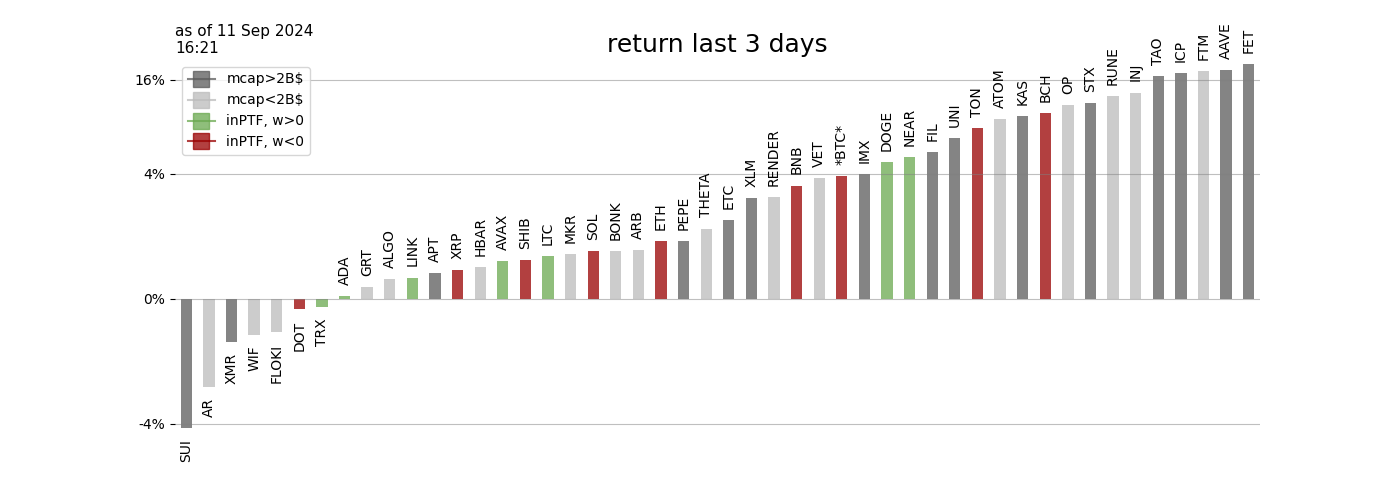 as of 11 Sep 2024
16:21
return last 3 days
16%
4%
0%
-4%
mcap>2B$
mcap<2B$
inPTF, w>0
inPTF, w<0
SUI
AR
XMR
WIF
FLOKI
DOT
TRX
ADA
GRT
ALGO
LINK
APT
XRP
HBAR
AVAX
SHIB
LTC
MKR
SOL
BONK
ARB
ETH
PEPE
THETA
ETC
XLM
RENDER
BNB
VET
*BTC*
IMX
DOGE
NEAR
FIL
UNI
TON
ATOM
KAS
BCH
OP
STX
RUNE
INJ
TAO
ICP
FTM
AAVE
FET